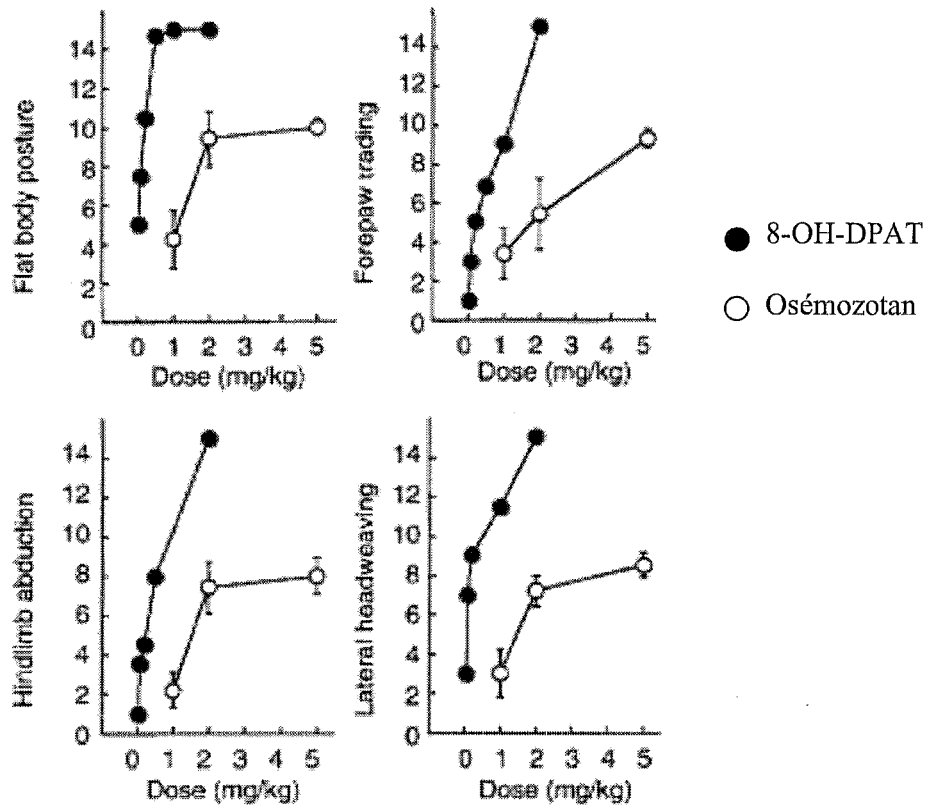 14
12
10
8
6
4
2
0
Flat body posture
0 1 2 3 4 5
Dose (mg/kg)
14
12
10
8
6
4
2
0
Forepaw trading
0 1 2 3 4 5
Dose (mg/kg)
8-OH-DPAT
Osémozotan
14
12
10
8
6
4
2
0
Hindlimb abduction
0 1 2 3 4 5
Dose (mg/kg)
14
12
10
8
6
4
2
0
Lateral headweaving
0 1 2 3 4 5
Dose (mg/kg)